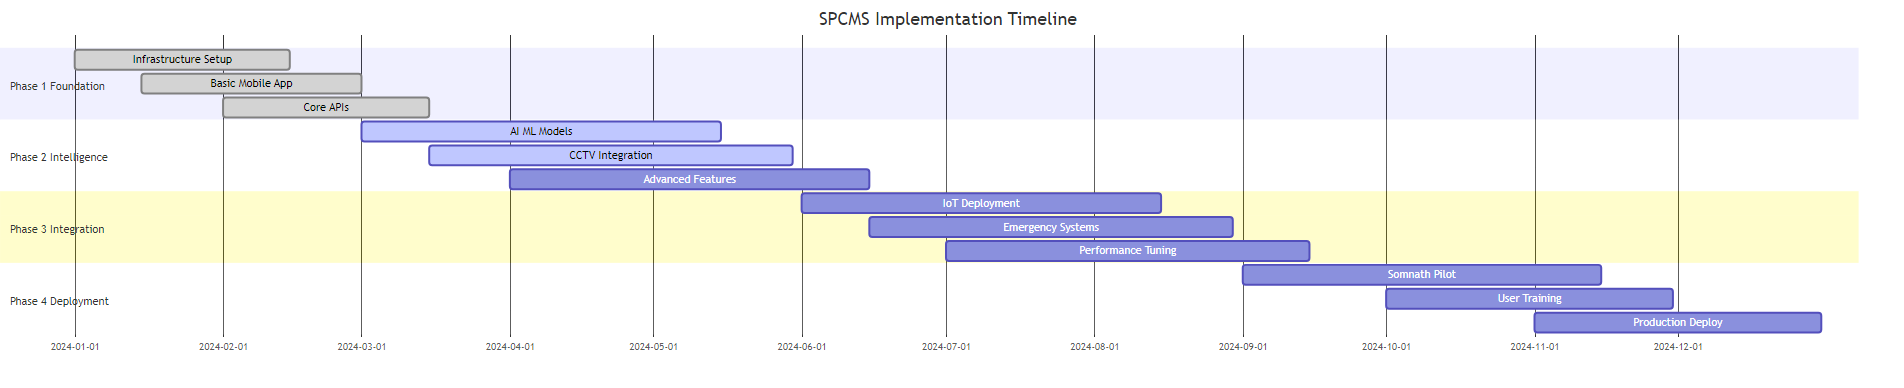 SPCMS Implementation Timeline
Phase 1 Foundation
Infrastructure Setup
Basic Mobile App
Core APIs
Phase 2 Intelligence
AI ML Models
CCTV Integration
Advanced Features
Phase 3 Integration
IoT Deployment
Emergency Systems
Performance Tuning
Phase 4 Deployment
Somnath Pilot
User Training
Production Deploy
2024-01-01
2024-02-01
2024-03-01
2024-04-01
2024-05-01
2024-06-01
2024-07-01
2024-08-01
2024-09-01
2024-10-01
2024-11-01
2024-12-01